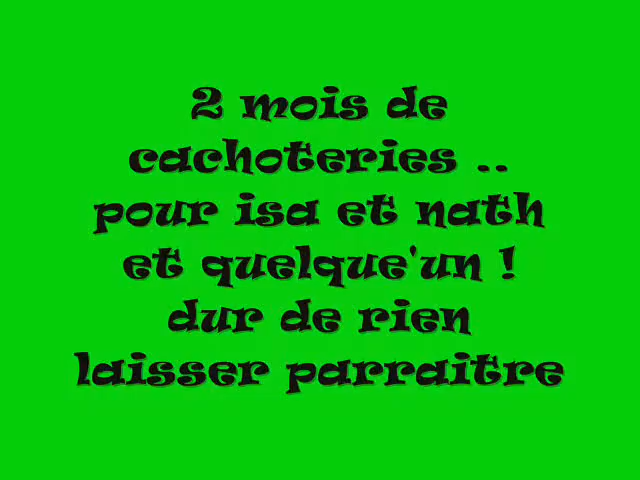 2 mois de
cachoteries ..
pour isa et nath
et quelque'un !
dur de rien
laisser parraitre